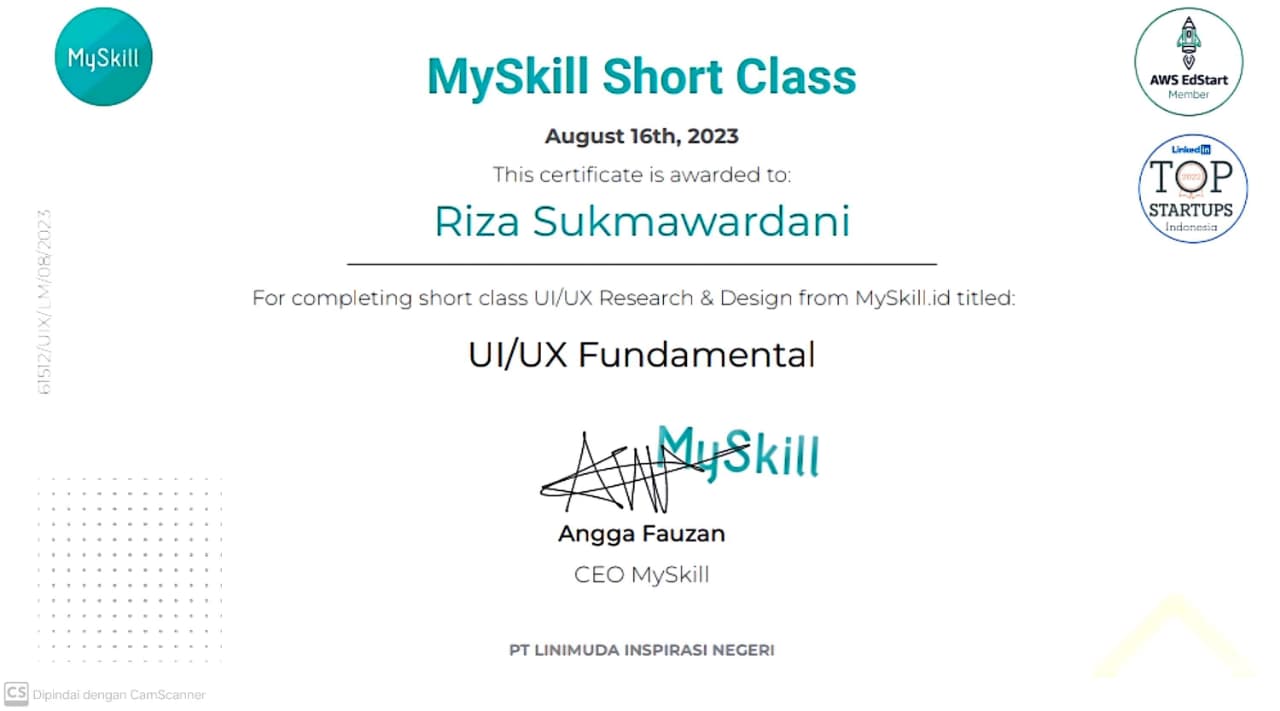 MySkill
MySkill Short Class
AWS EdStart
Member
August 16th, 2023
This certificate is awarded to:
LinkedIn
TOP
2022
STARTUPS
Indonesia
Riza Sukmawardani
For completing short class UI/UX Research & Design from MySkill.id titled:
UI/UX Fundamental
61512/UIX/LM/08/2023
MySkill
Angga Fauzan
CEO MySkill
PT LINIMUDA INSPIRASI NEGERI
CS Dipindai dengan CamScanner